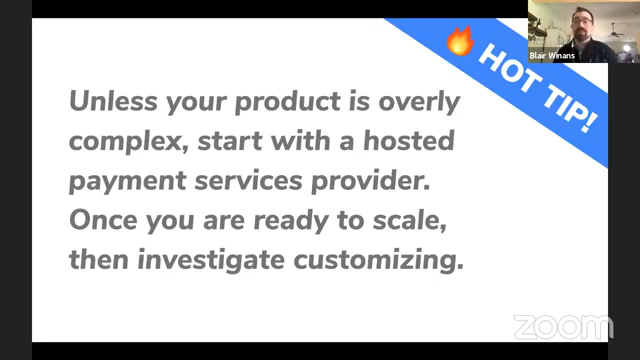 HOT TIP!
Blair Winans
Unless your product is overly
complex, start with a hosted
payment services provider.
Once you are ready to scale,
then investigate customizing.
zoom